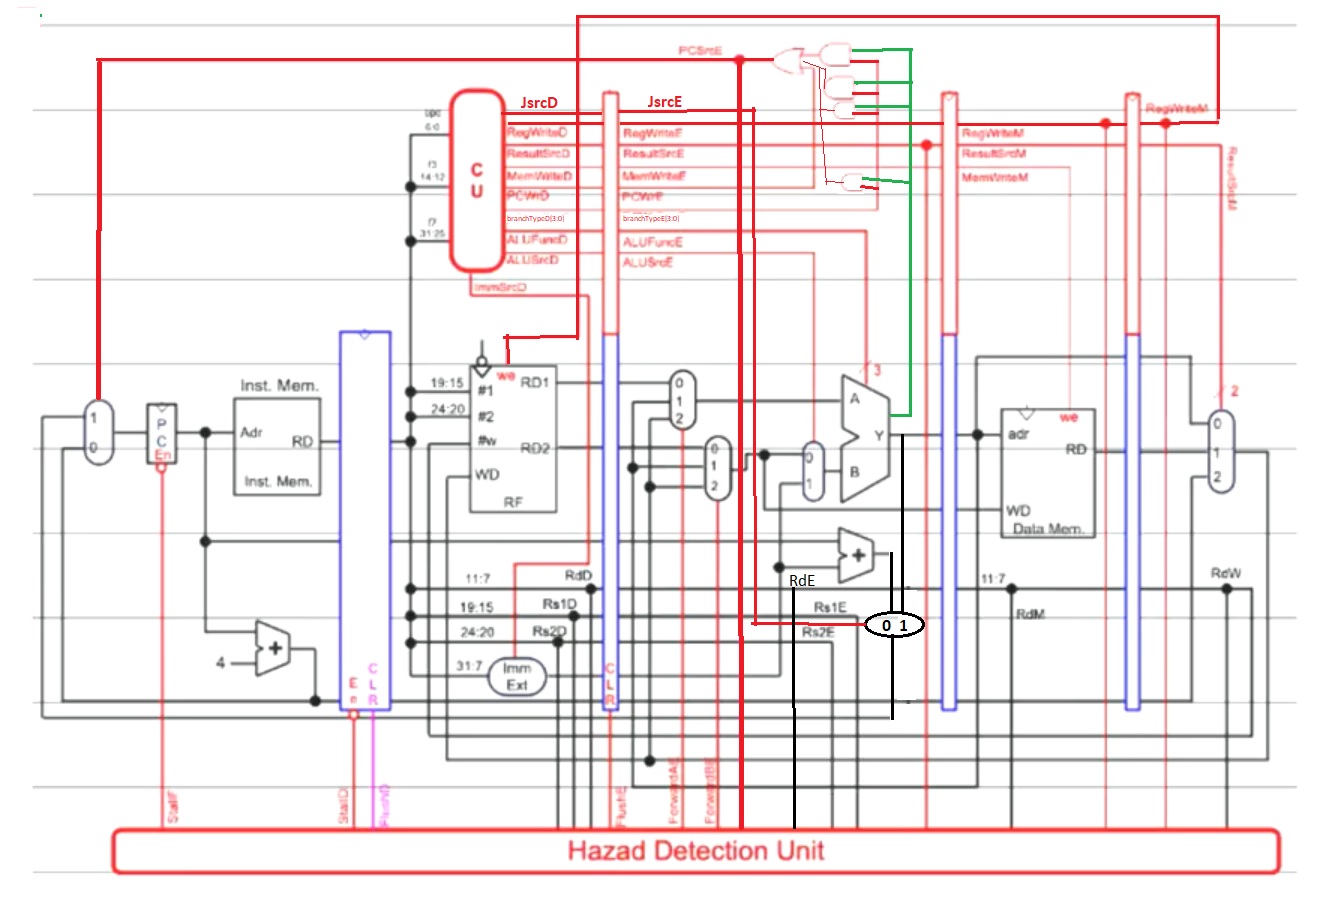 PCSrcE
JsrcD
JsrcE
opc
6:0
RegWriteD
RegWriteE
RegWriteM
RegWriteM
ResultSrcD
ResultSrcE
ResultSrcM
f3
14:12
C
U
MemWriteD
MemWriteE
MemWriteM
PCWrD
PCWrE
branchTypeD[3:0]
branchTypeE[3:0]
f7
31:25
ALUFuncD
ALUFuncE
ALUSrcD
ALUSrcE
ImmSrcD
3
2
Inst. Mem.
Adr
RD
Inst. Mem.
1
0
P
C
En
19:15
24:20
we
#1
#2
#w
WD
RD1
RD2
RF
0
1
2
0
1
2
0
1
A
B
Y
adr
we
RD
WD
Data Mem.
0
1
2
+
RdE
11:7
RdD
11:7
RdM
RdW
19:15
Rs1D
Rs1E
0 1
24:20
Rs2D
Rs2E
4
+
31:7
Imm
Ext
E
n
C
L
R
C
L
R
StallF
StallD
FlushD
FlushE
ForwardAE
ForwardBE
Hazad Detection Unit